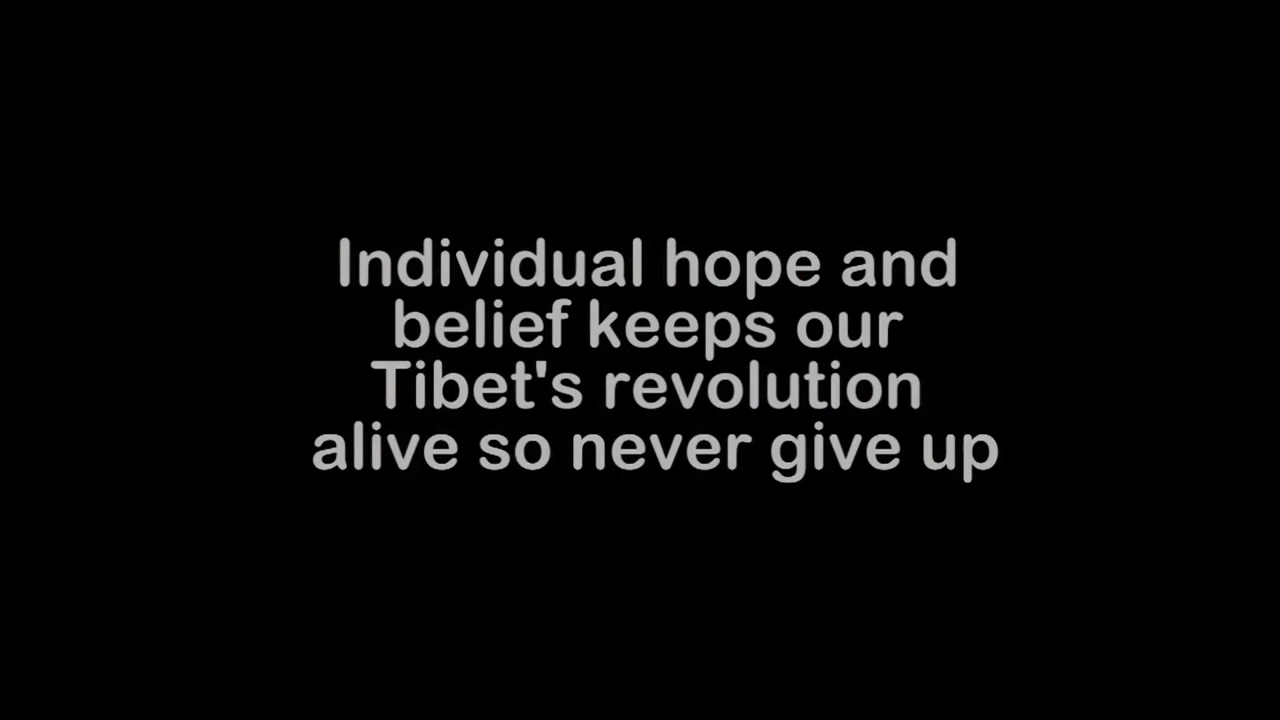 Individual hope and
belief keeps our
Tibet's revolution
alive so never give up